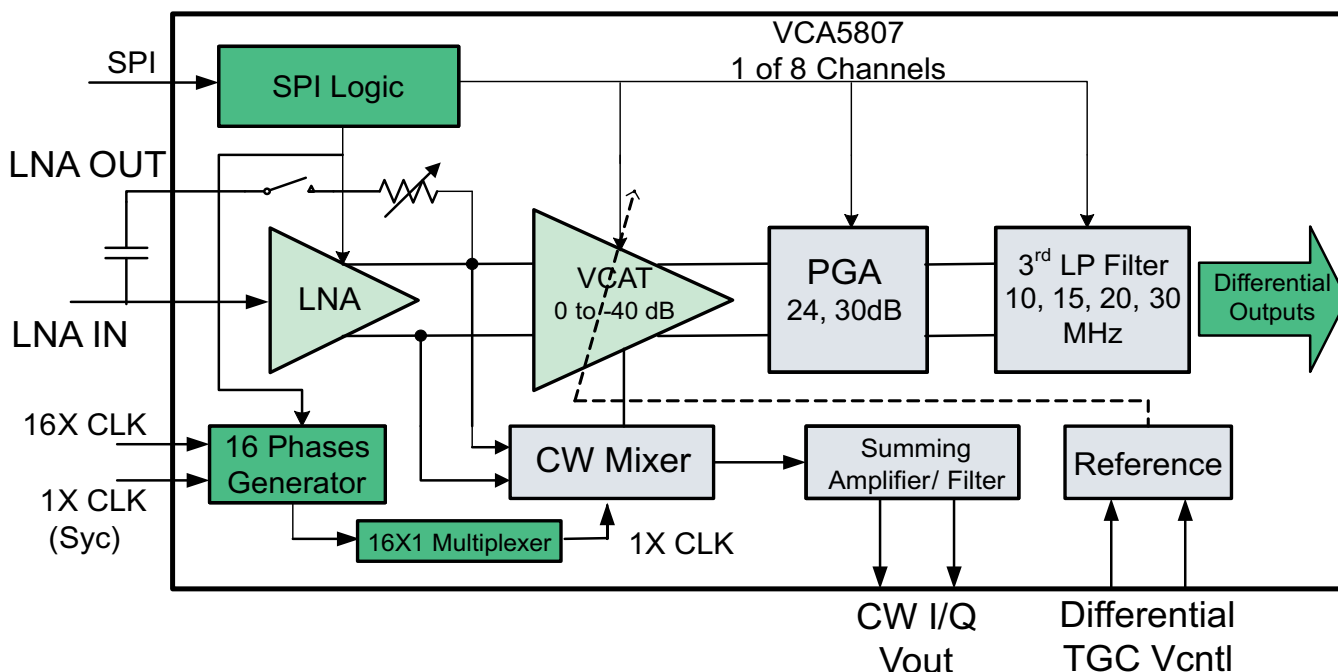 VCA5807
1 of 8 Channels
SPI
SPI Logic
LNA OUT
LNA
LNA IN
VCAT
0 to -40 dB
PGA
24, 30dB
3rd LP Filter
10, 15, 20, 30
MHz
Differential
Outputs
16X CLK
1X CLK
(Syc)
16 Phases
Generator
16X1 Multiplexer
1X CLK
CW Mixer
Summing
Amplifier/ Filter
Reference
CW I/Q
Vout
Differential
TGC Vcntl